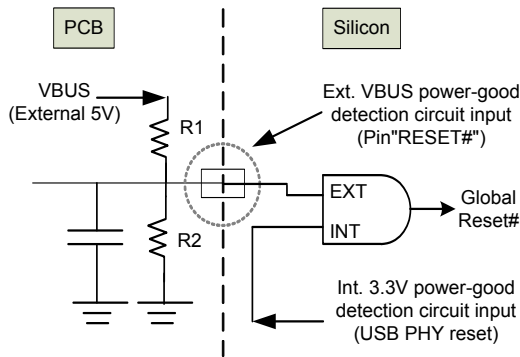 PCB
Silicon
VBUS
(External 5V)
R1
Ext. VBUS power-good
detection circuit input
(Pin"RESET#")
EXT
INT
Global
Reset#
R2
Int. 3.3V power-good
detection circuit input
(USB PHY reset)